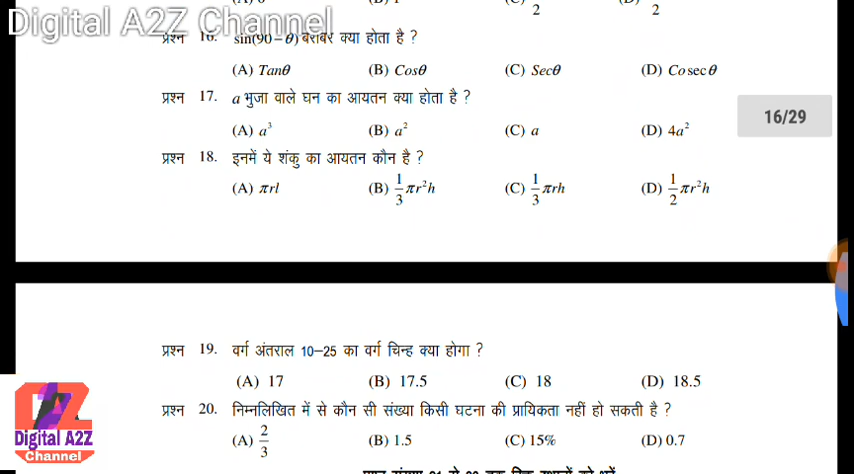 Digital A2Z Channel
2
2
प्रश्न 16. sin(90−θ) बराबर क्या होता है ?
(A) Tanθ (B) Cosθ (C) Secθ (D) Cosecθ
प्रश्न 17. a भुजा वाले घन का आयतन क्या होता है ?
(A) a³ (B) a² (C) a (D) 4a²
16/29
प्रश्न 18. इनमें ये शंकु का आयतन कौन है ?
(A) πrl (B) 1/3 πr²h (C) 1/3 πrh (D) 1/2 πr²h
प्रश्न 19. वर्ग अंतराल 10−25 का वर्ग चिन्ह क्या होगा ?
(A) 17 (B) 17.5 (C) 18 (D) 18.5
प्रश्न 20. निम्नलिखित में से कौन सी संख्या किसी घटना की प्रायिकता नहीं हो सकती है ?
(A) 2/3 (B) 1.5 (C) 15% (D) 0.7
Digital A2Z
Channel